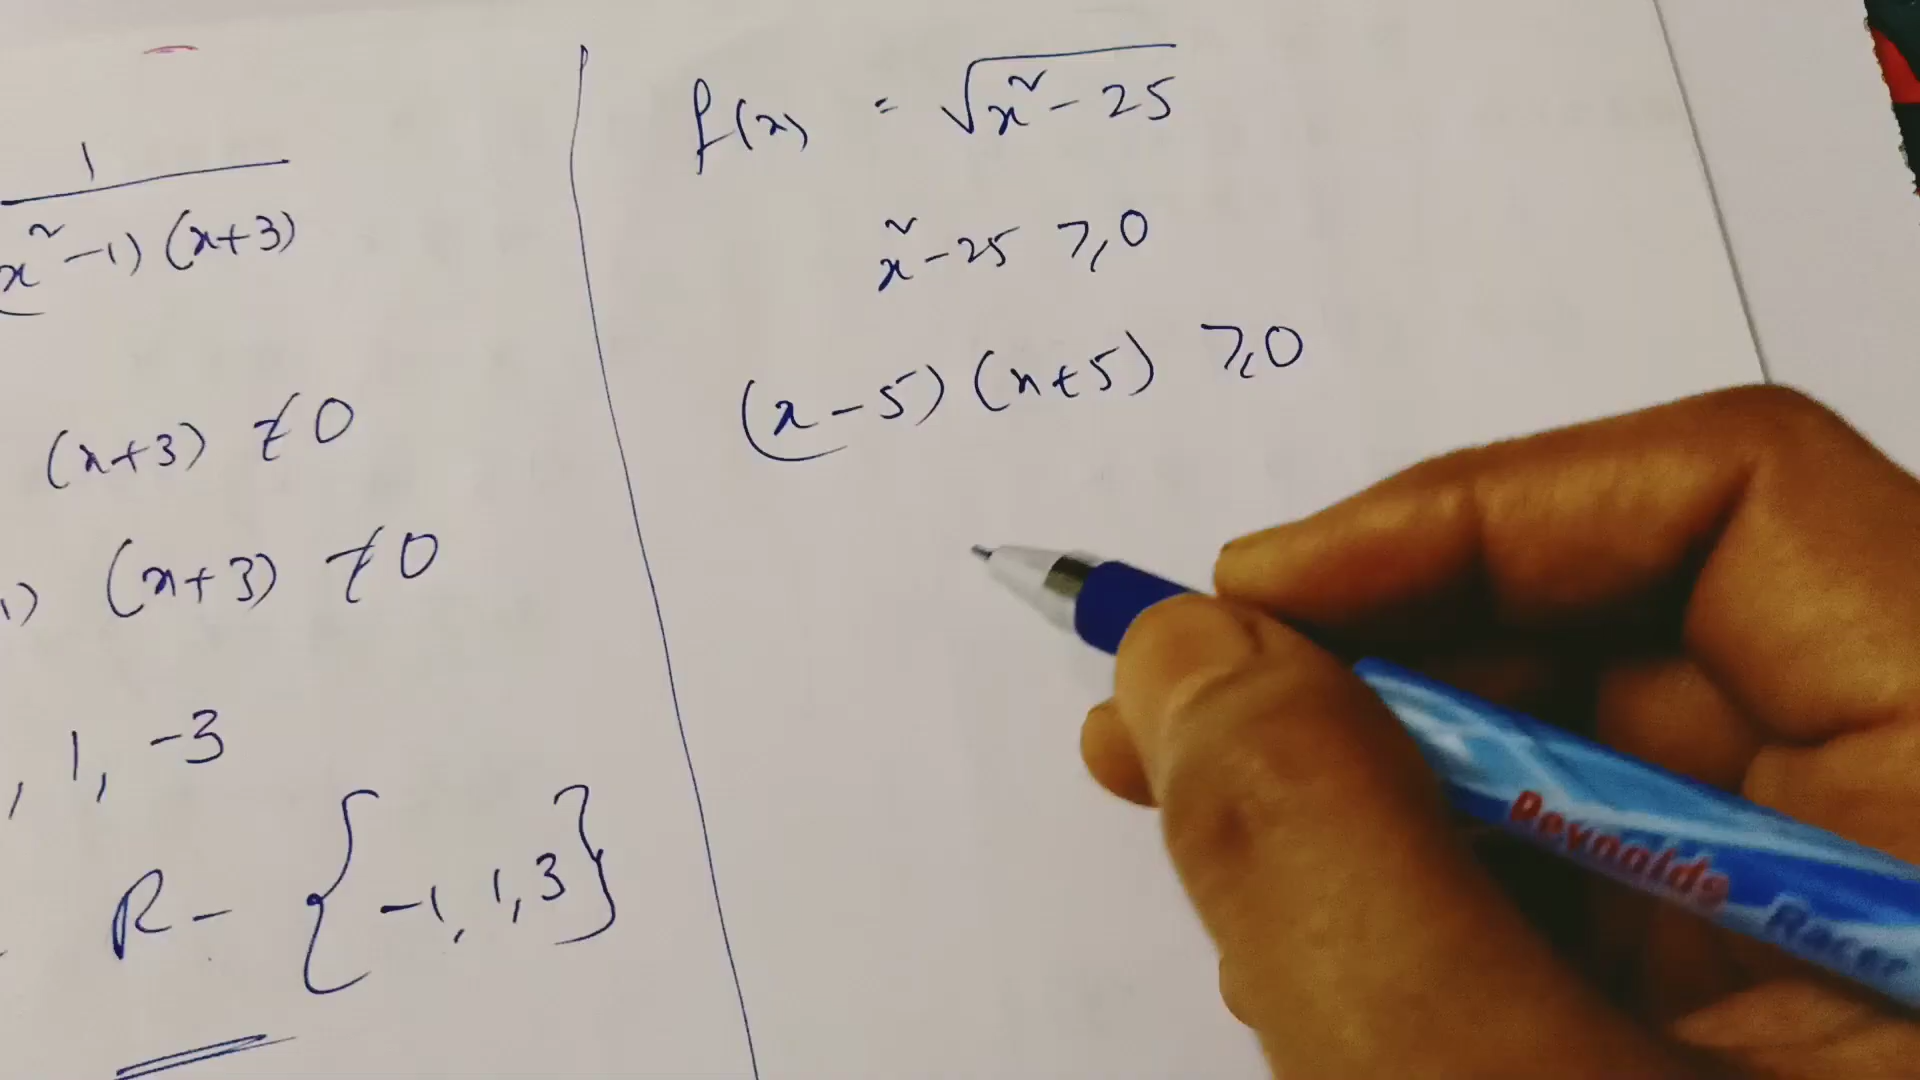 1
x² -1) (x+3)
(x+3) ≠0
1) (x+3) ≠0
, 1, -3
R - {-1, 1, 3}
f(x) = √x² - 25
x² - 25 ≥0
(x - 5) (x+5) ≥0
Reynolds Racer